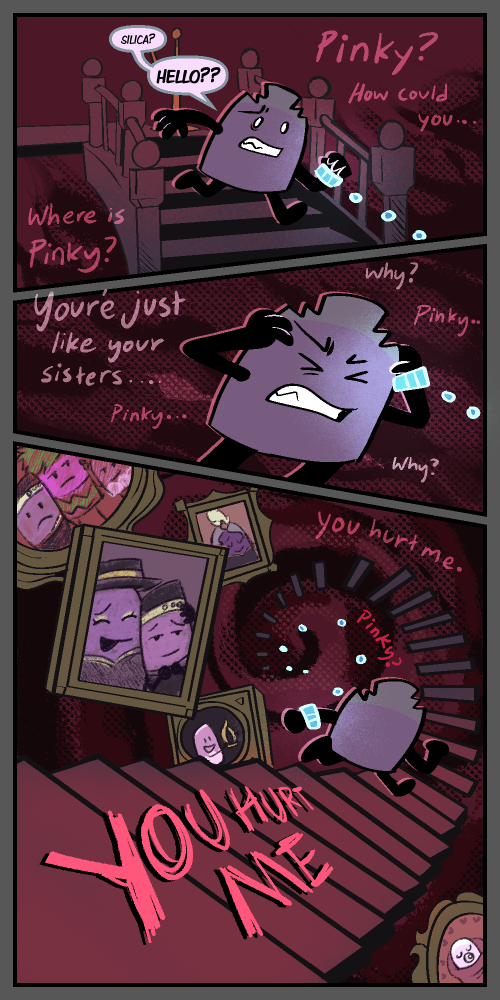 SILICA?
HELLO??
Pinky?
How could
you...
Where is
Pinky?
Why?
You're just
like your
sisters....
Pinky..
Pinky...
Why?
you hurt me.
Pinky?
YOU HURT
ME